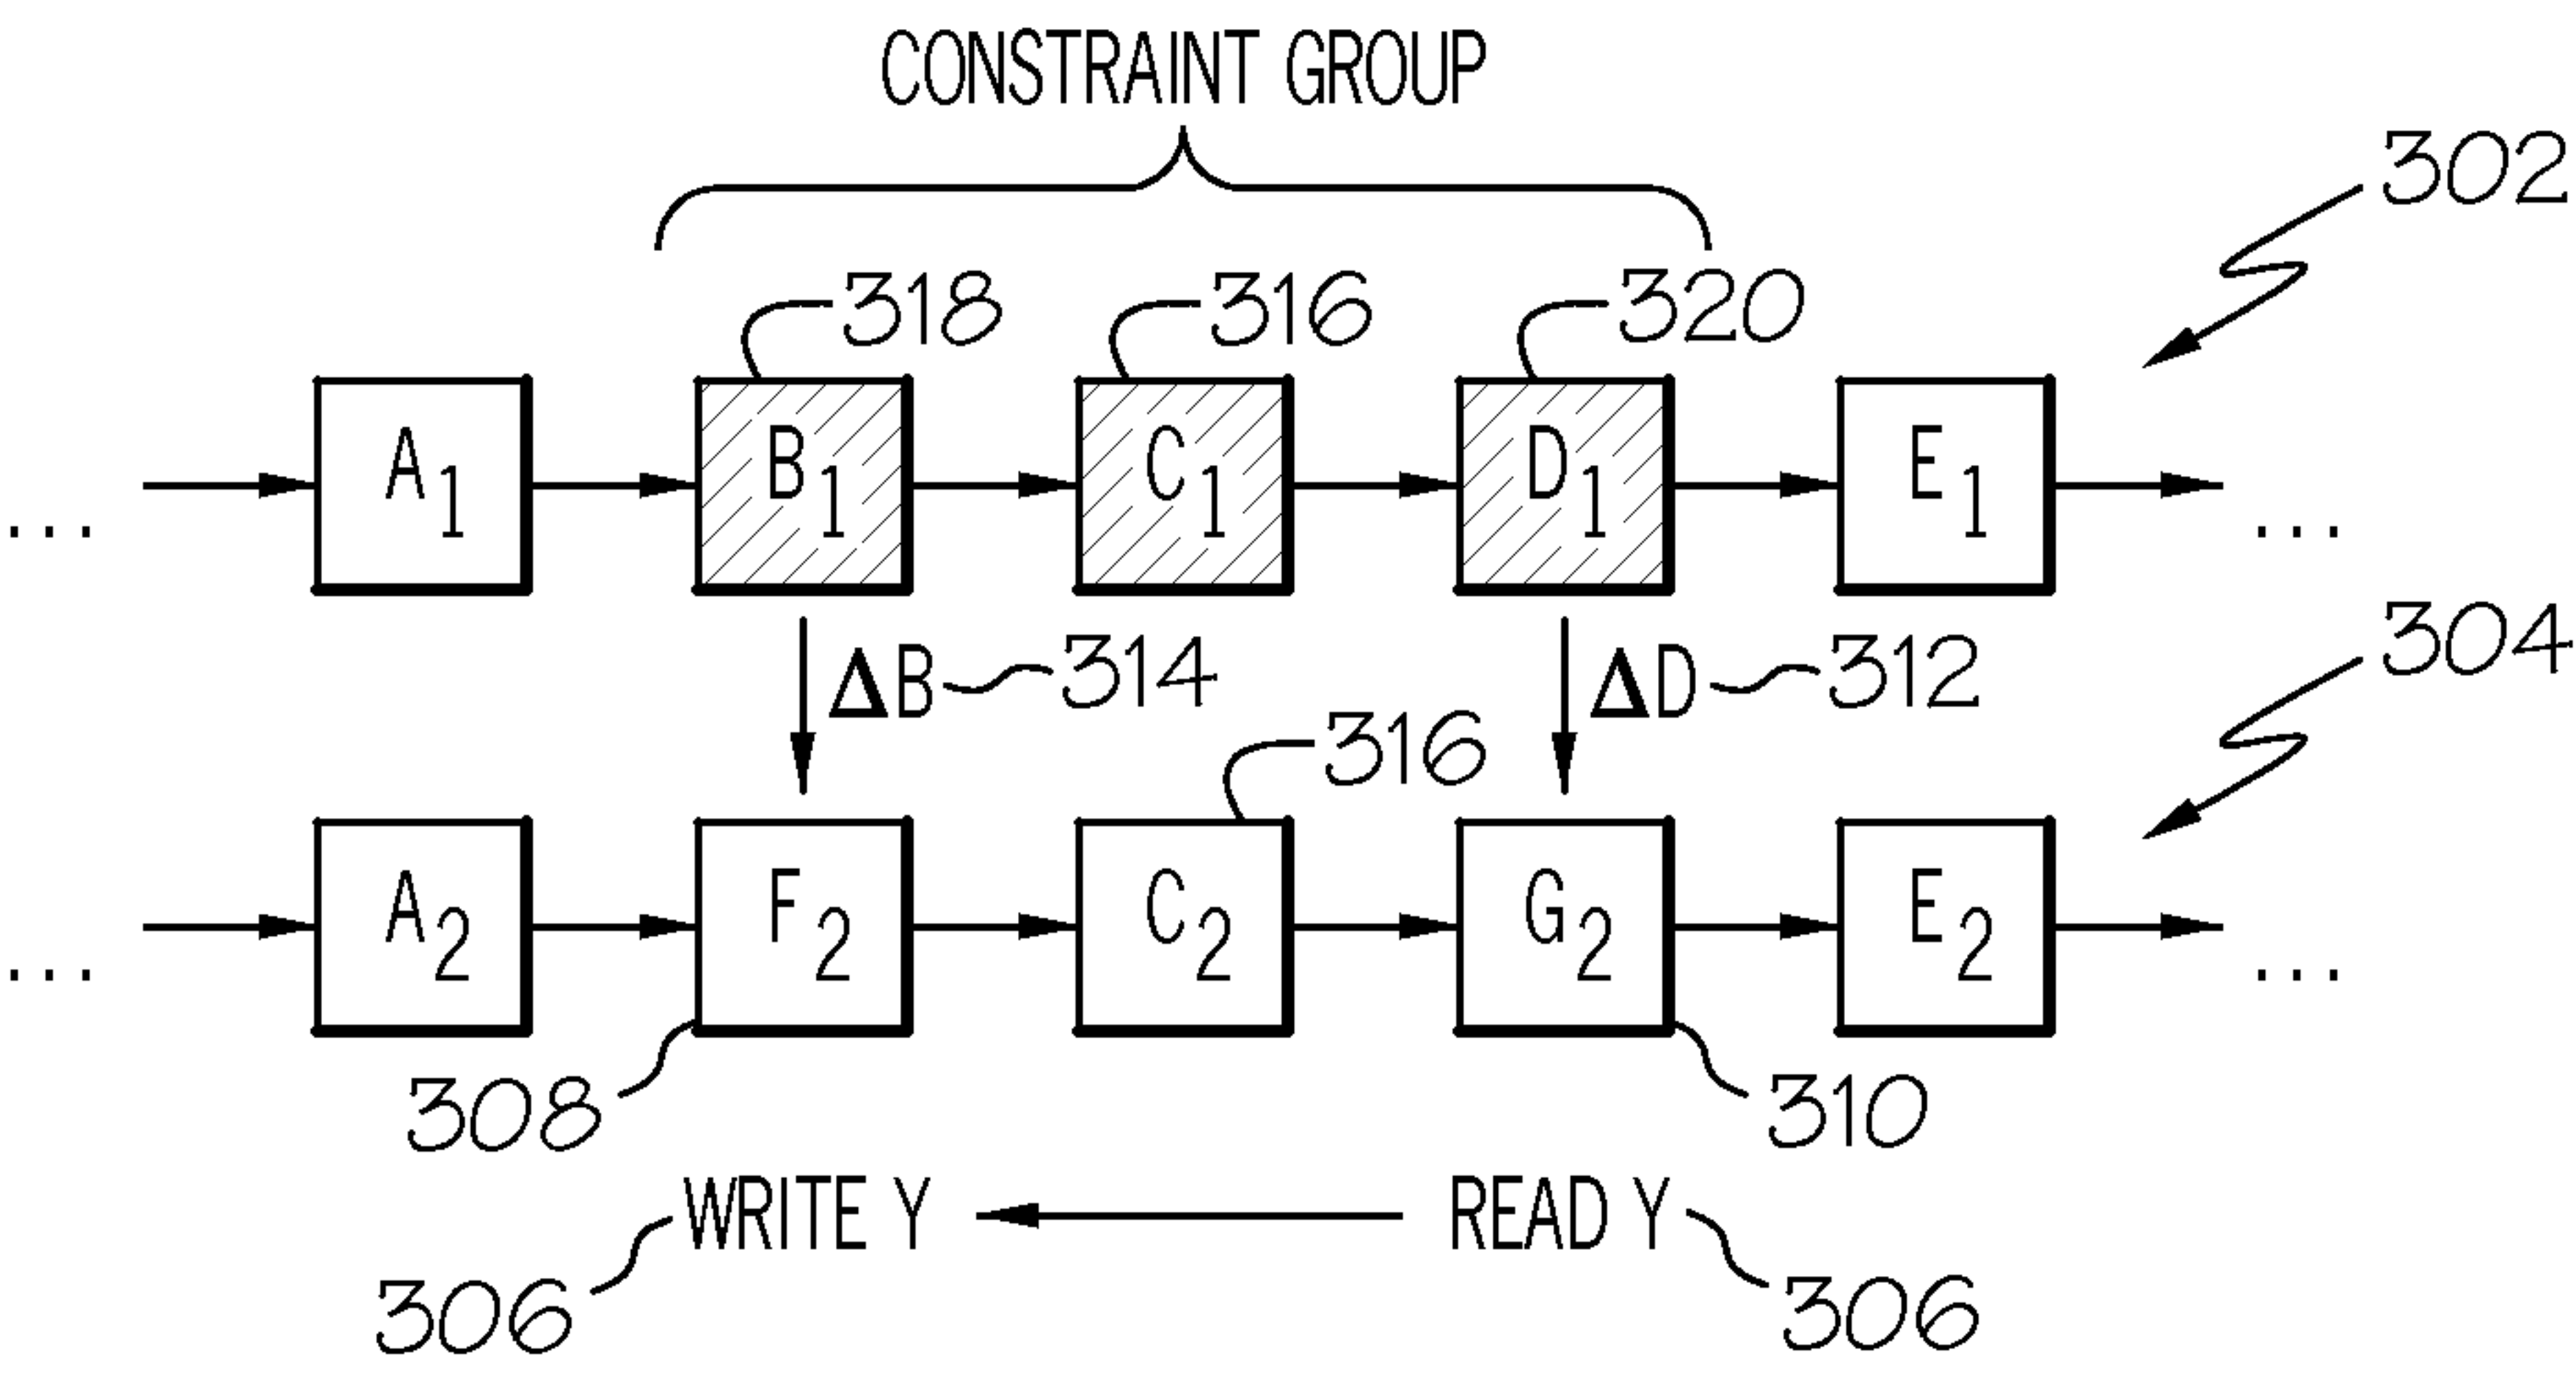 CONSTRAINT GROUP
302
318 316 320
A1 B1 C1 D1 E1
... ...
304
ΔB 314 ΔD 312
316
A2 F2 C2 G2 E2
... ...
308 310
WRITE Y READ Y
306 306